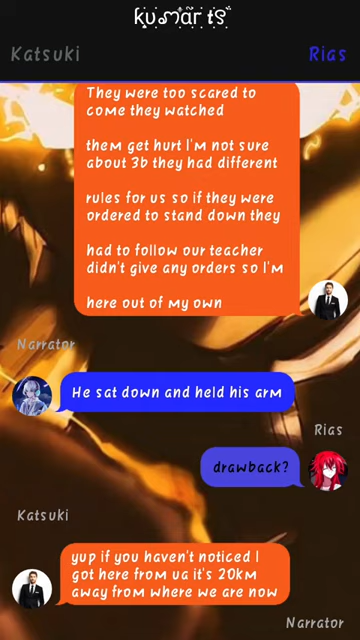 kumar ts
Katsuki
Rias
They were too scared to
come they watched
them get hurt I'm not sure
about 3b they had different
rules for us so if they were
ordered to stand down they
had to follow our teacher
didn't give any orders so I'm
here out of my own
Narrator
He sat down and held his arm
Rias
drawback?
Katsuki
yup if you haven't noticed I
got here from ua it's 20km
away from where we are now
Narrator